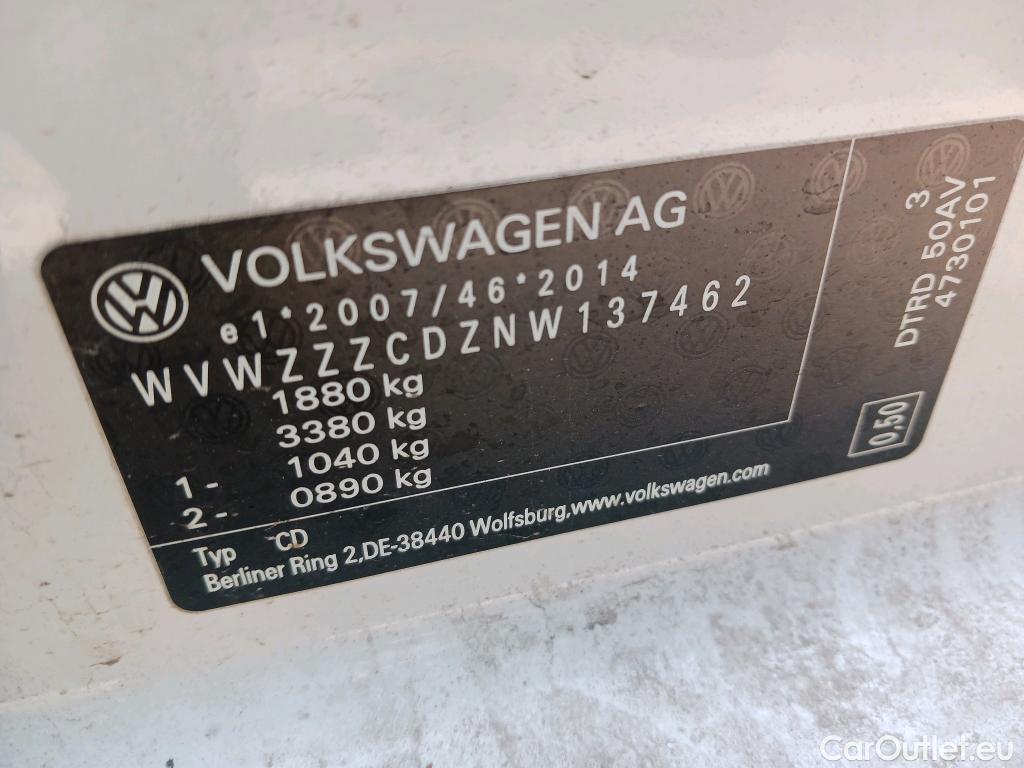 VOLKSWAGEN AG
e1*2007/46*2014
WVWZZZCDZNW137462
1880 kg
3380 kg
1- 1040 kg
2- 0890 kg
Typ CD
Berliner Ring 2,DE-38440 Wolfsburg,www.volkswagen.com
DTRD 3
50AV
47301101
0,50
CarOutlet.eu